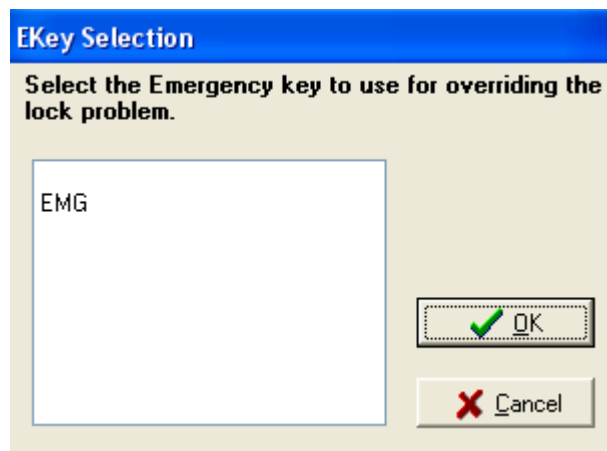 EKey Selection
Select the Emergency key to use for overriding the
lock problem.
EMG
OK
Cancel